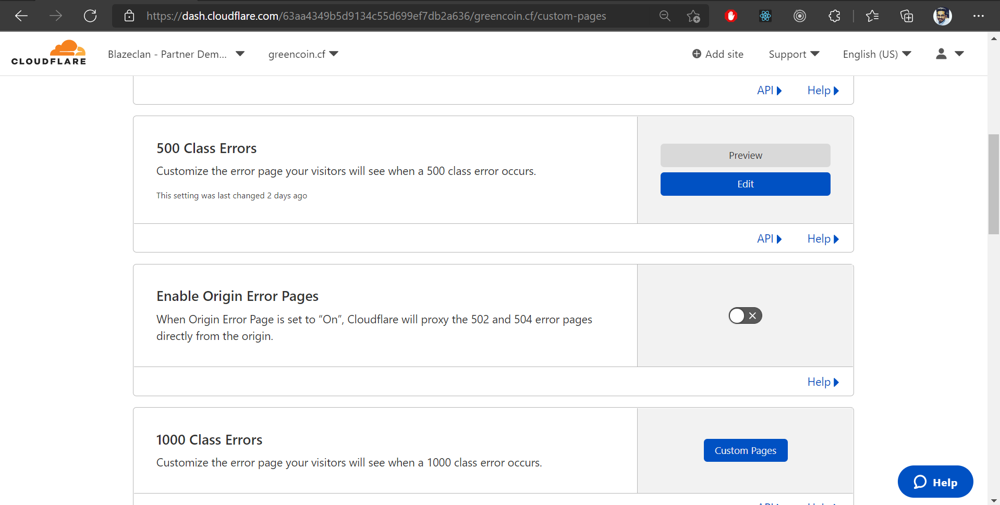 https://dash.cloudflare.com/63aa4349b5d9134c55d699ef7db2a636/greencoin.cf/custom-pages
CLOUDFLARE
Blazeclan - Partner Dem...
greencoin.cf
Add site
Support
English (US)
API
Help
500 Class Errors
Customize the error page your visitors will see when a 500 class error occurs.
This setting was last changed 2 days ago
Preview
Edit
API
Help
Enable Origin Error Pages
When Origin Error Page is set to “On”, Cloudflare will proxy the 502 and 504 error pages
directly from the origin.
Help
1000 Class Errors
Customize the error page your visitors will see when a 1000 class error occurs.
Custom Pages
Help
API
Help